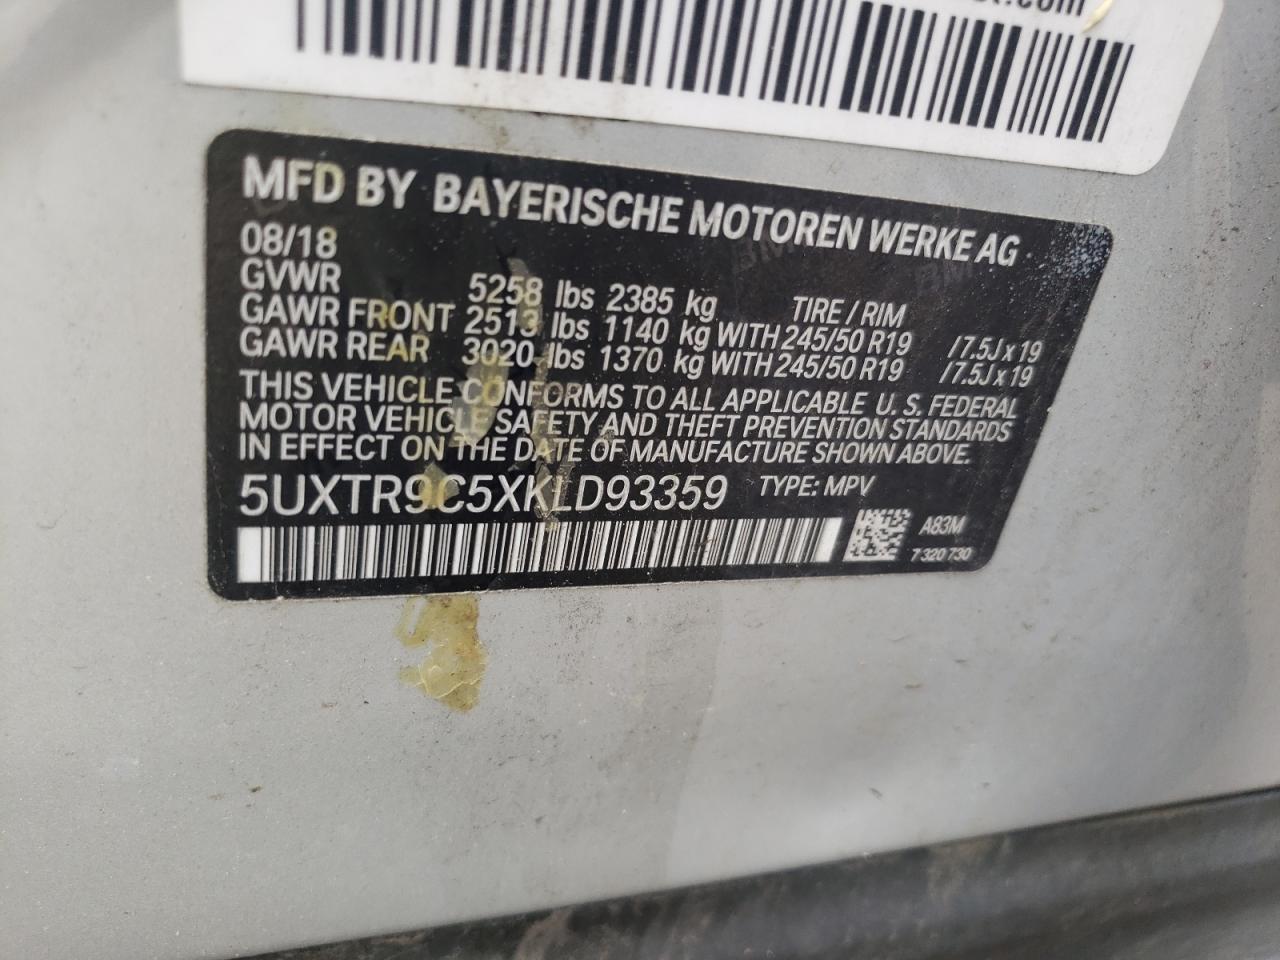 MFD BY BAYERISCHE MOTOREN WERKE AG
08/18
GVWR 5258 lbs 2385 kg TIRE / RIM
GAWR FRONT 2513 lbs 1140 kg WITH 245/50 R19 / 7.5J x 19
GAWR REAR 3020 lbs 1370 kg WITH 245/50 R19 / 7.5J x 19
THIS VEHICLE CONFORMS TO ALL APPLICABLE U. S. FEDERAL
MOTOR VEHICLE SAFETY AND THEFT PREVENTION STANDARDS
IN EFFECT ON THE DATE OF MANUFACTURE SHOWN ABOVE.
5UXTR9C5XKLD93359 TYPE: MPV
A83M
7 320 730